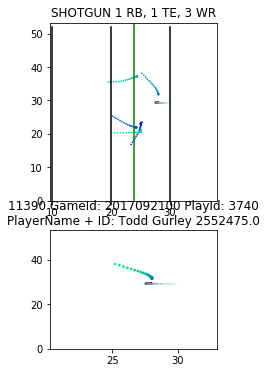 SHOTGUN 1 RB, 1 TE, 3 WR
50
40
30
20
10
0
10 20 30
11390 GameId: 2017092100 PlayId: 3740
PlayerName + ID: Todd Gurley 2552475.0
40
20
0
25 30